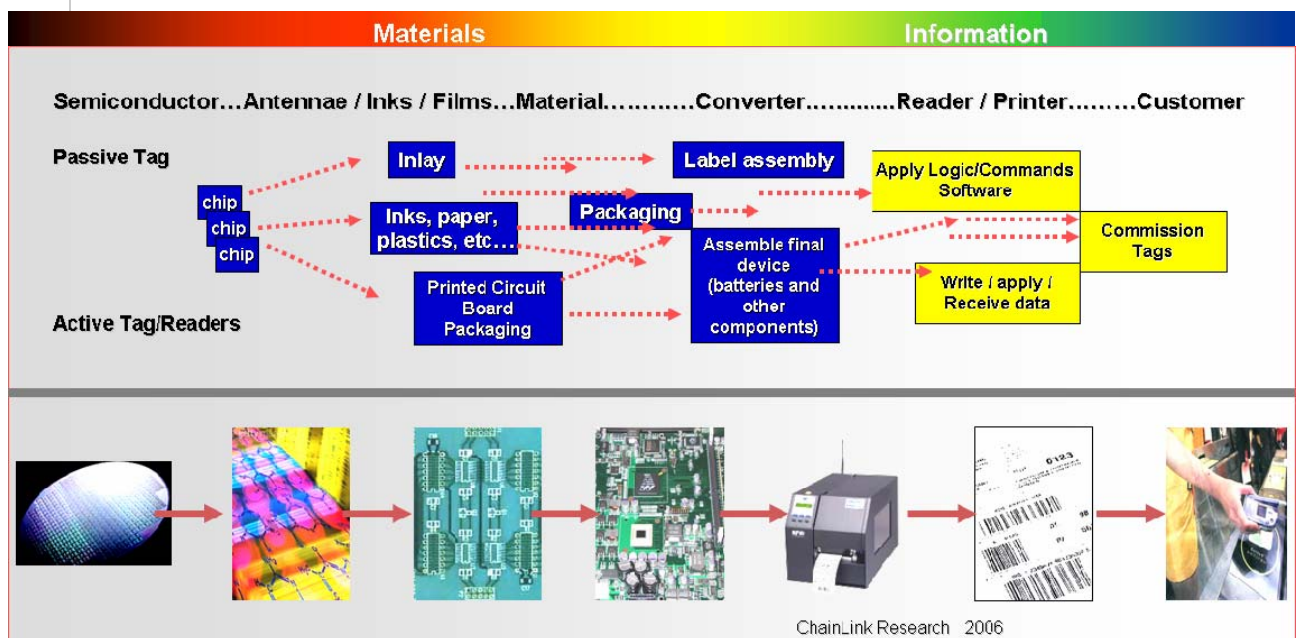 Materials
Information
Semiconductor...Antennae / Inks / Films...Material............Converter............Reader / Printer.........Customer
Passive Tag
Inlay
Label assembly
Apply Logic/Commands
Software
chip
chip
chip
Inks, paper,
plastics, etc...
Packaging
Commission
Tags
Assemble final
device
(batteries and
other
components)
Printed Circuit
Board
Packaging
Write / apply /
Receive data
Active Tag/Readers
0123
ChainLink Research 2006